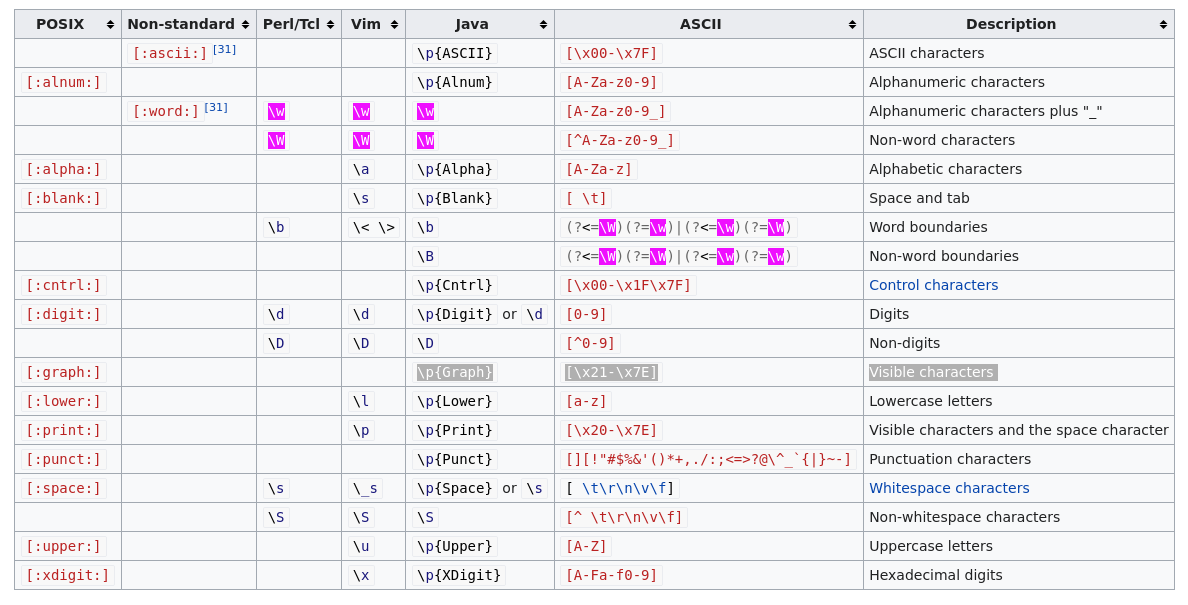 POSIX Non-standard Perl/Tcl Vim Java ASCII Description
[:ascii:] [31] \p{ASCII} [\x00-\x7F] ASCII characters
[:alnum:] \p{Alnum} [A-Za-z0-9] Alphanumeric characters
[:word:] [31] \w \w \w [A-Za-z0-9_] Alphanumeric characters plus "_"
\W \W \W [^A-Za-z0-9_] Non-word characters
[:alpha:] \a \p{Alpha} [A-Za-z] Alphabetic characters
[:blank:] \s \p{Blank} [ \t] Space and tab
\b \< \> \b (?<=\W)(?=\w)|(?<=\w)(?=\W) Word boundaries
\B (?<=\W)(?=\W)|(?<=\w)(?=\w) Non-word boundaries
[:cntrl:] \p{Cntrl} [\x00-\x1F\x7F] Control characters
[:digit:] \d \d \p{Digit} or \d [0-9] Digits
\D \D \D [^0-9] Non-digits
[:graph:] \p{Graph} [\x21-\x7E] Visible characters
[:lower:] \l \p{Lower} [a-z] Lowercase letters
[:print:] \p \p{Print} [\x20-\x7E] Visible characters and the space character
[:punct:] \p{Punct} [][!"#$%&'()*+,./:;<=>?@\^_`{|}~-] Punctuation characters
[:space:] \s \_s \p{Space} or \s [ \t\r\n\v\f] Whitespace characters
\S \S \S [^ \t\r\n\v\f] Non-whitespace characters
[:upper:] \u \p{Upper} [A-Z] Uppercase letters
[:xdigit:] \x \p{XDigit} [A-Fa-f0-9] Hexadecimal digits